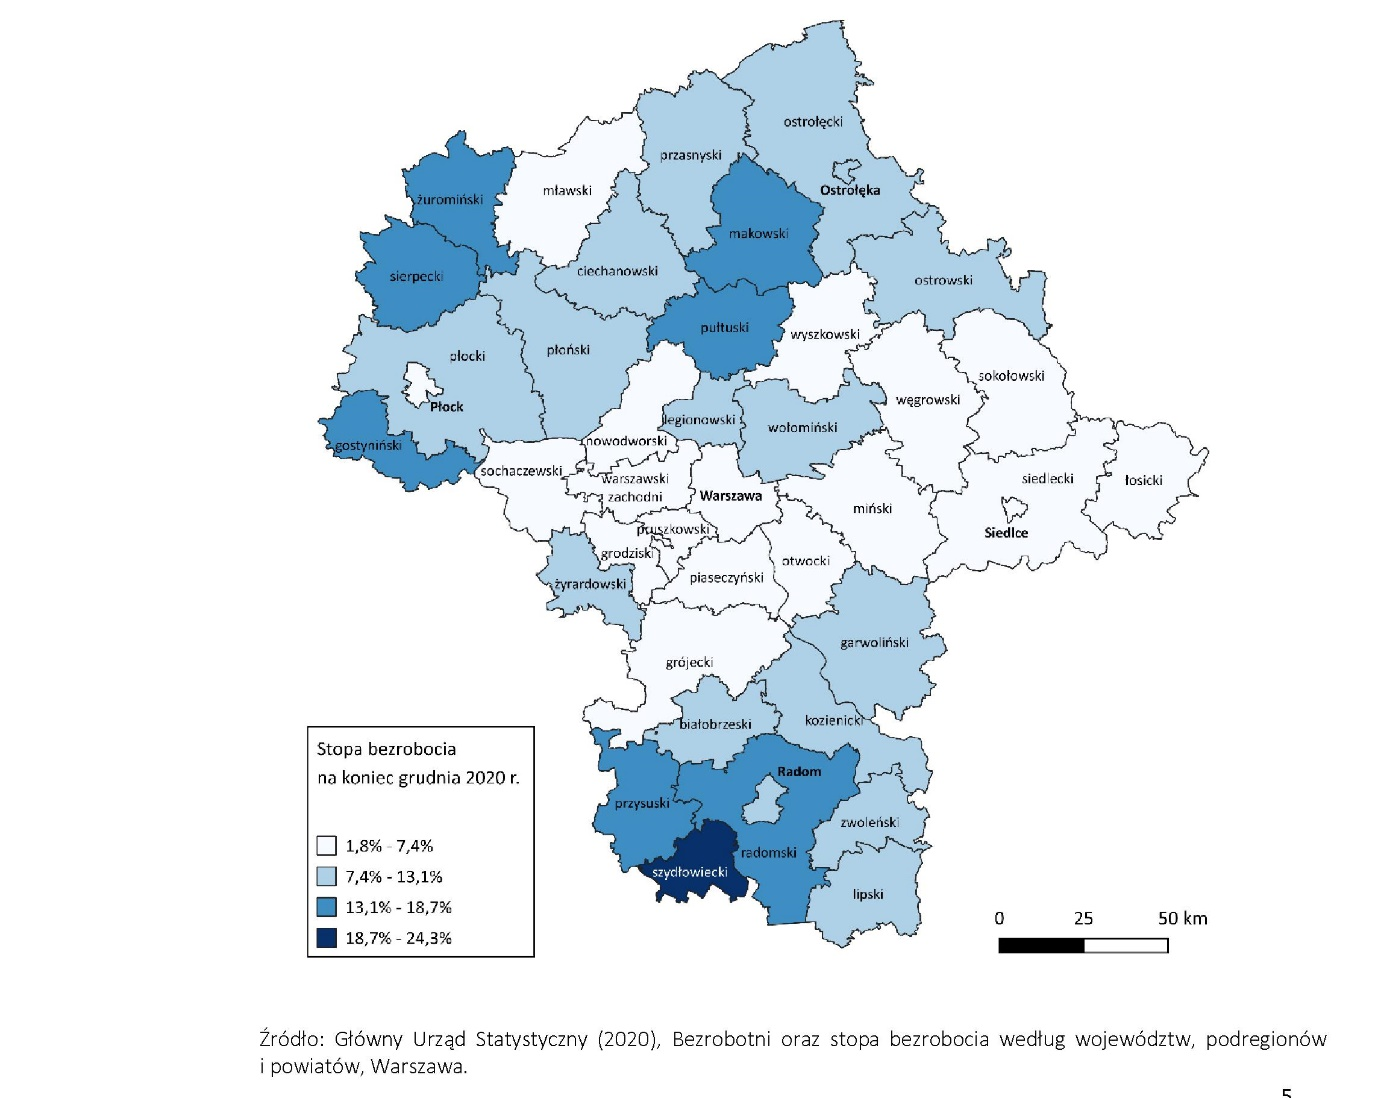 ostrołęcki
przasnyski
mławski
Ostrołęka
żuromiński
makowski
ciechanowski
sierpecki
ostrowski
pułtuski
wyszkowski
płoński
płocki
sokołowski
węgrowski
Płock
legionowski
wołomiński
nowodworski
gostyniński
sochaczewski
warszawski
zachodni
siedlecki
łosicki
Warszawa
miński
pruszkowski
Siedlce
grodziski
otwocki
piaseczyński
żyrardowski
garwoliński
grójecki
białobrzeski
kozienicki
Radom
przysuski
zwoleński
radomski
szydłowiecki
lipski
Stopa bezrobocia
na koniec grudnia 2020 r.
1,8% - 7,4%
7,4% - 13,1%
13,1% - 18,7%
18,7% - 24,3%
0 25 50 km
Źródło: Główny Urząd Statystyczny (2020), Bezrobotni oraz stopa bezrobocia według województw, podregionów
i powiatów, Warszawa.
5